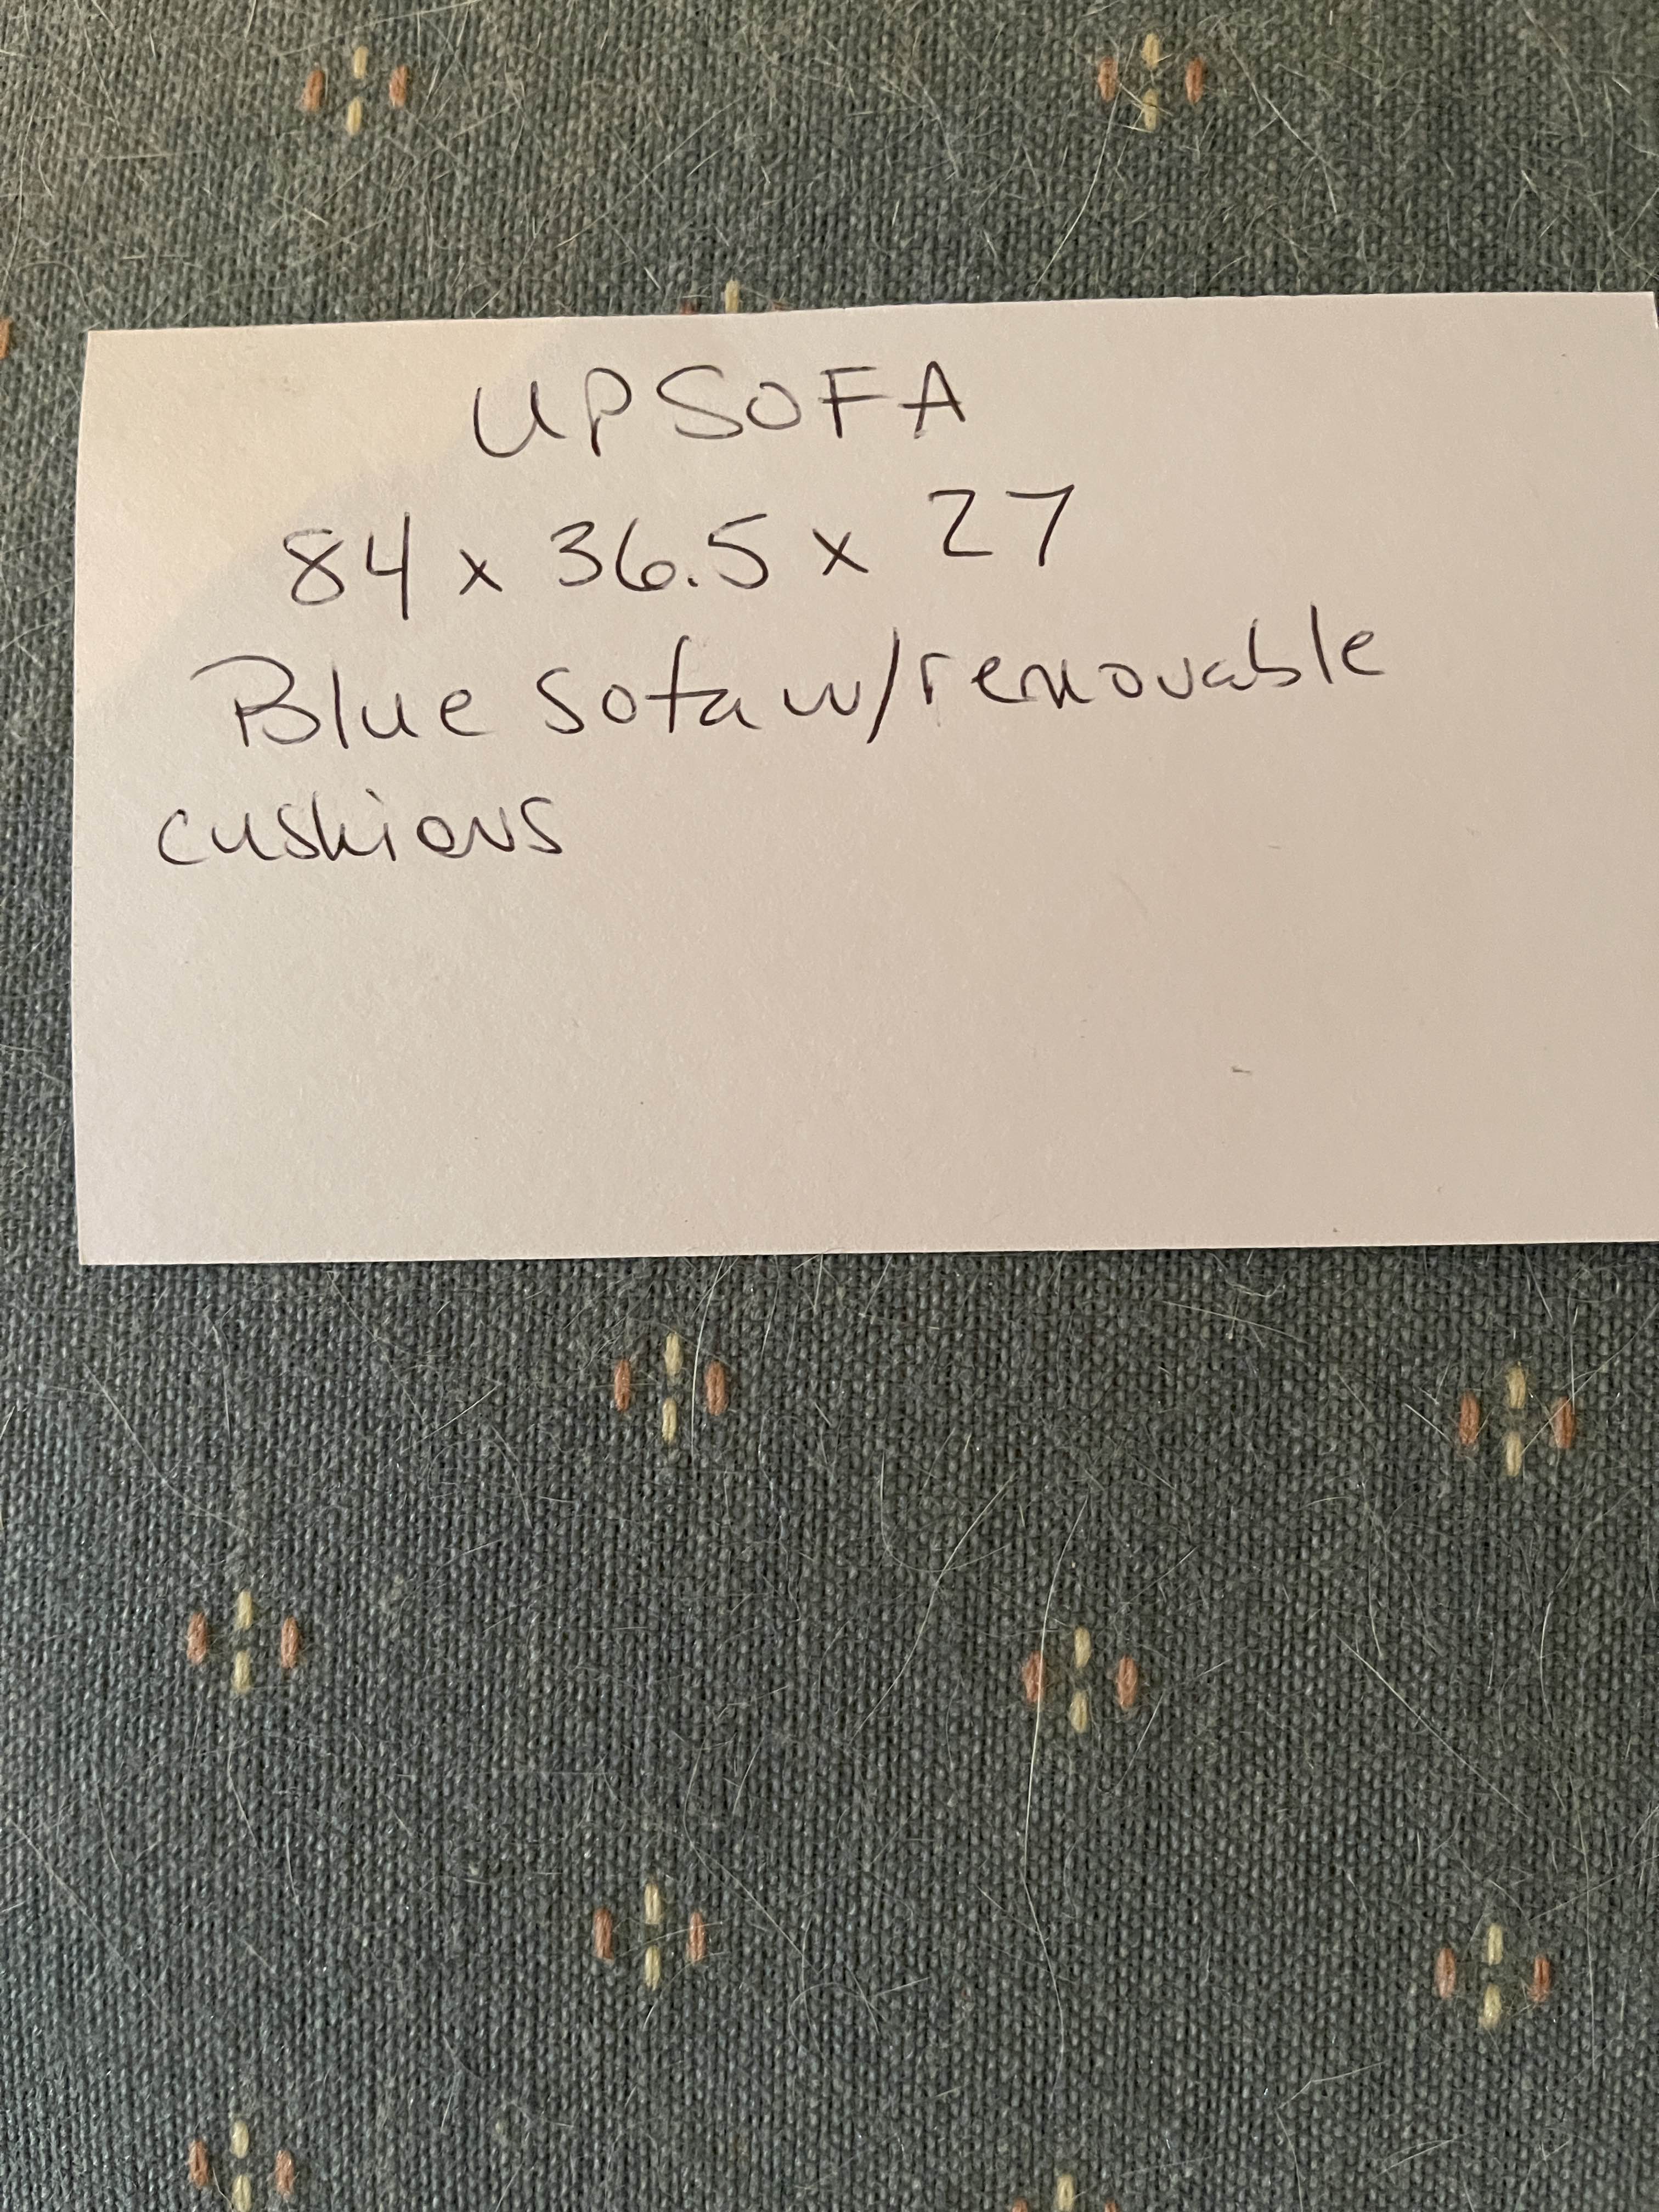 UPSOFA
84 x 36.5 x 27
Blue sofa w/removable
cushions